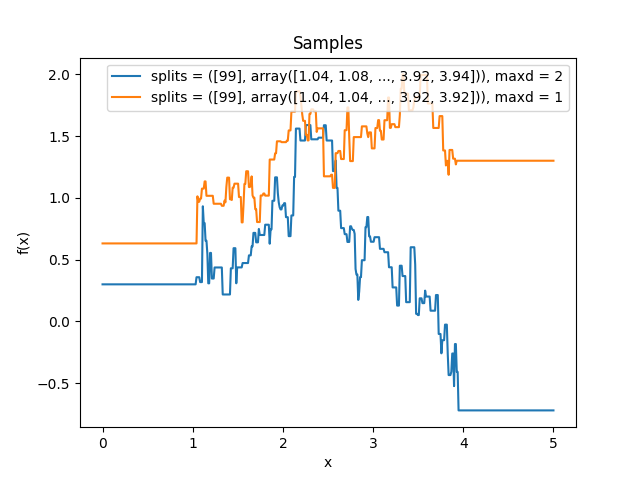 Samples
splits = ([99], array([1.04, 1.08, ..., 3.92, 3.94])), maxd = 2
splits = ([99], array([1.04, 1.04, ..., 3.92, 3.92])), maxd = 1
2.0
1.5
1.0
0.5
0.0
−0.5
f(x)
0 1 2 3 4 5
x